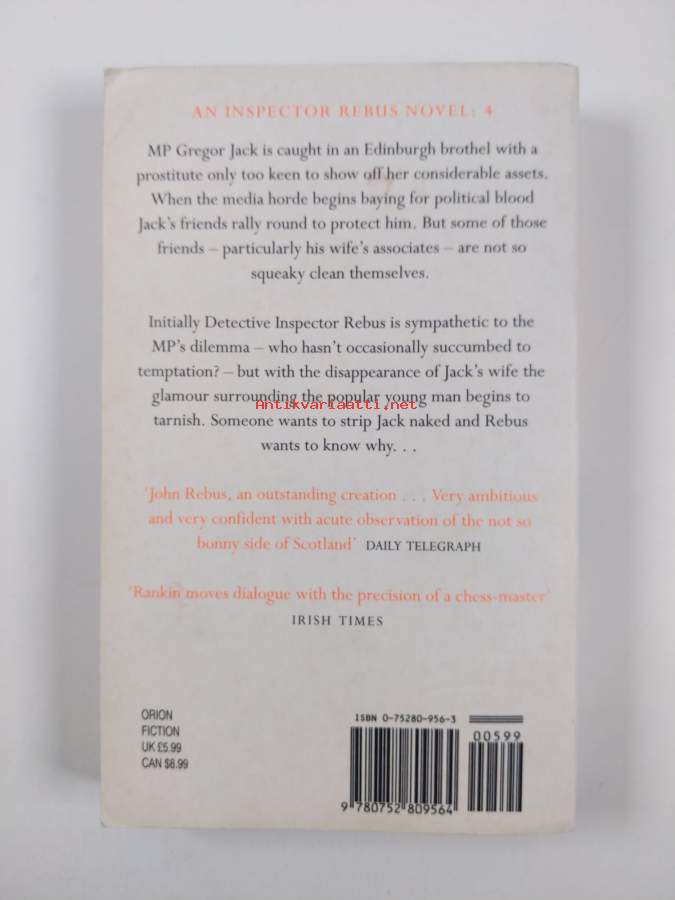 AN INSPECTOR REBUS NOVEL: 4
MP Gregor Jack is caught in an Edinburgh brothel with a
prostitute only too keen to show off her considerable assets.
When the media horde begins baying for political blood
Jack's friends rally round to protect him. But some of those
friends – particularly his wife's associates – are not so
squeaky clean themselves.
Initially Detective Inspector Rebus is sympathetic to the
MP's dilemma – who hasn't occasionally succumbed to
temptation? – but with the disappearance of Jack's wife the
glamour surrounding the popular young man begins to
Antikvariaatti.net
tarnish. Someone wants to strip Jack naked and Rebus
wants to know why. . .
'John Rebus, an outstanding creation . . . Very ambitious
and very confident with acute observation of the not so
bonny side of Scotland' DAILY TELEGRAPH
'Rankin moves dialogue with the precision of a chess-master'
IRISH TIMES
ORION
FICTION
UK £5.99
CAN $8.99
ISBN 0-75280-956-3
00599
9 780752 809564